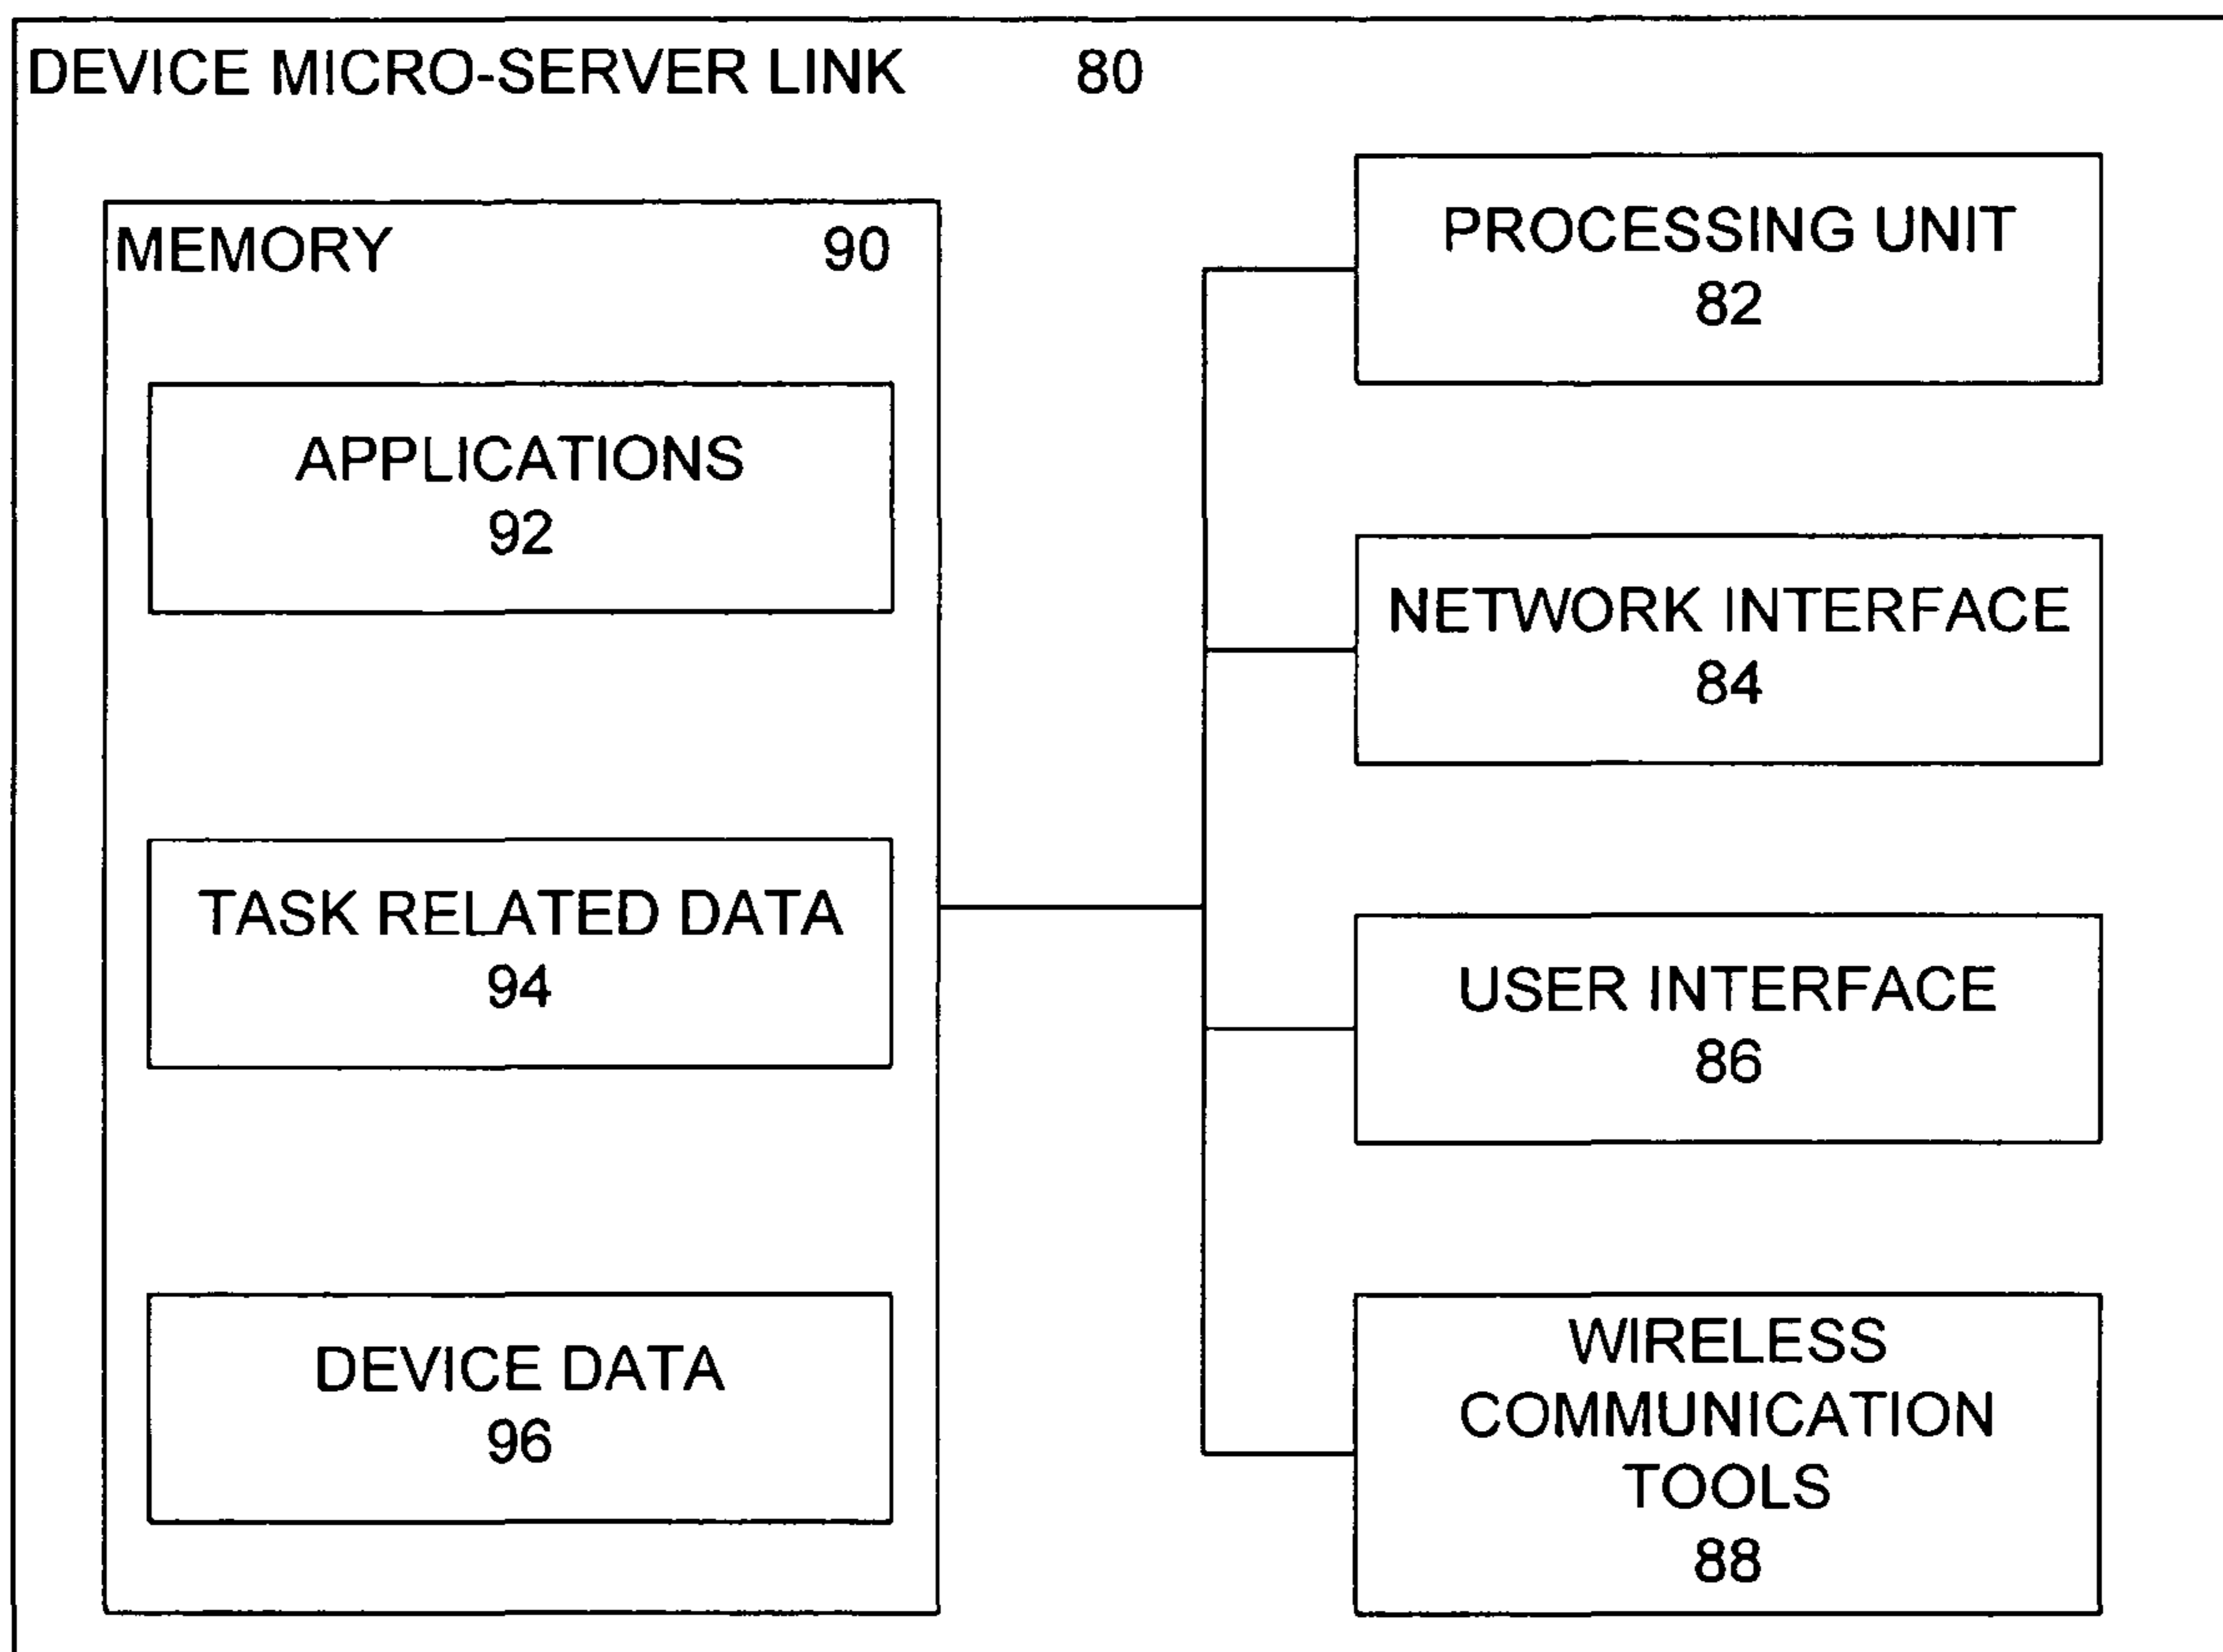 DEVICE MICRO-SERVER LINK 80
MEMORY 90
APPLICATIONS
92
TASK RELATED DATA
94
DEVICE DATA
96
PROCESSING UNIT
82
NETWORK INTERFACE
84
USER INTERFACE
86
WIRELESS
COMMUNICATION
TOOLS
88